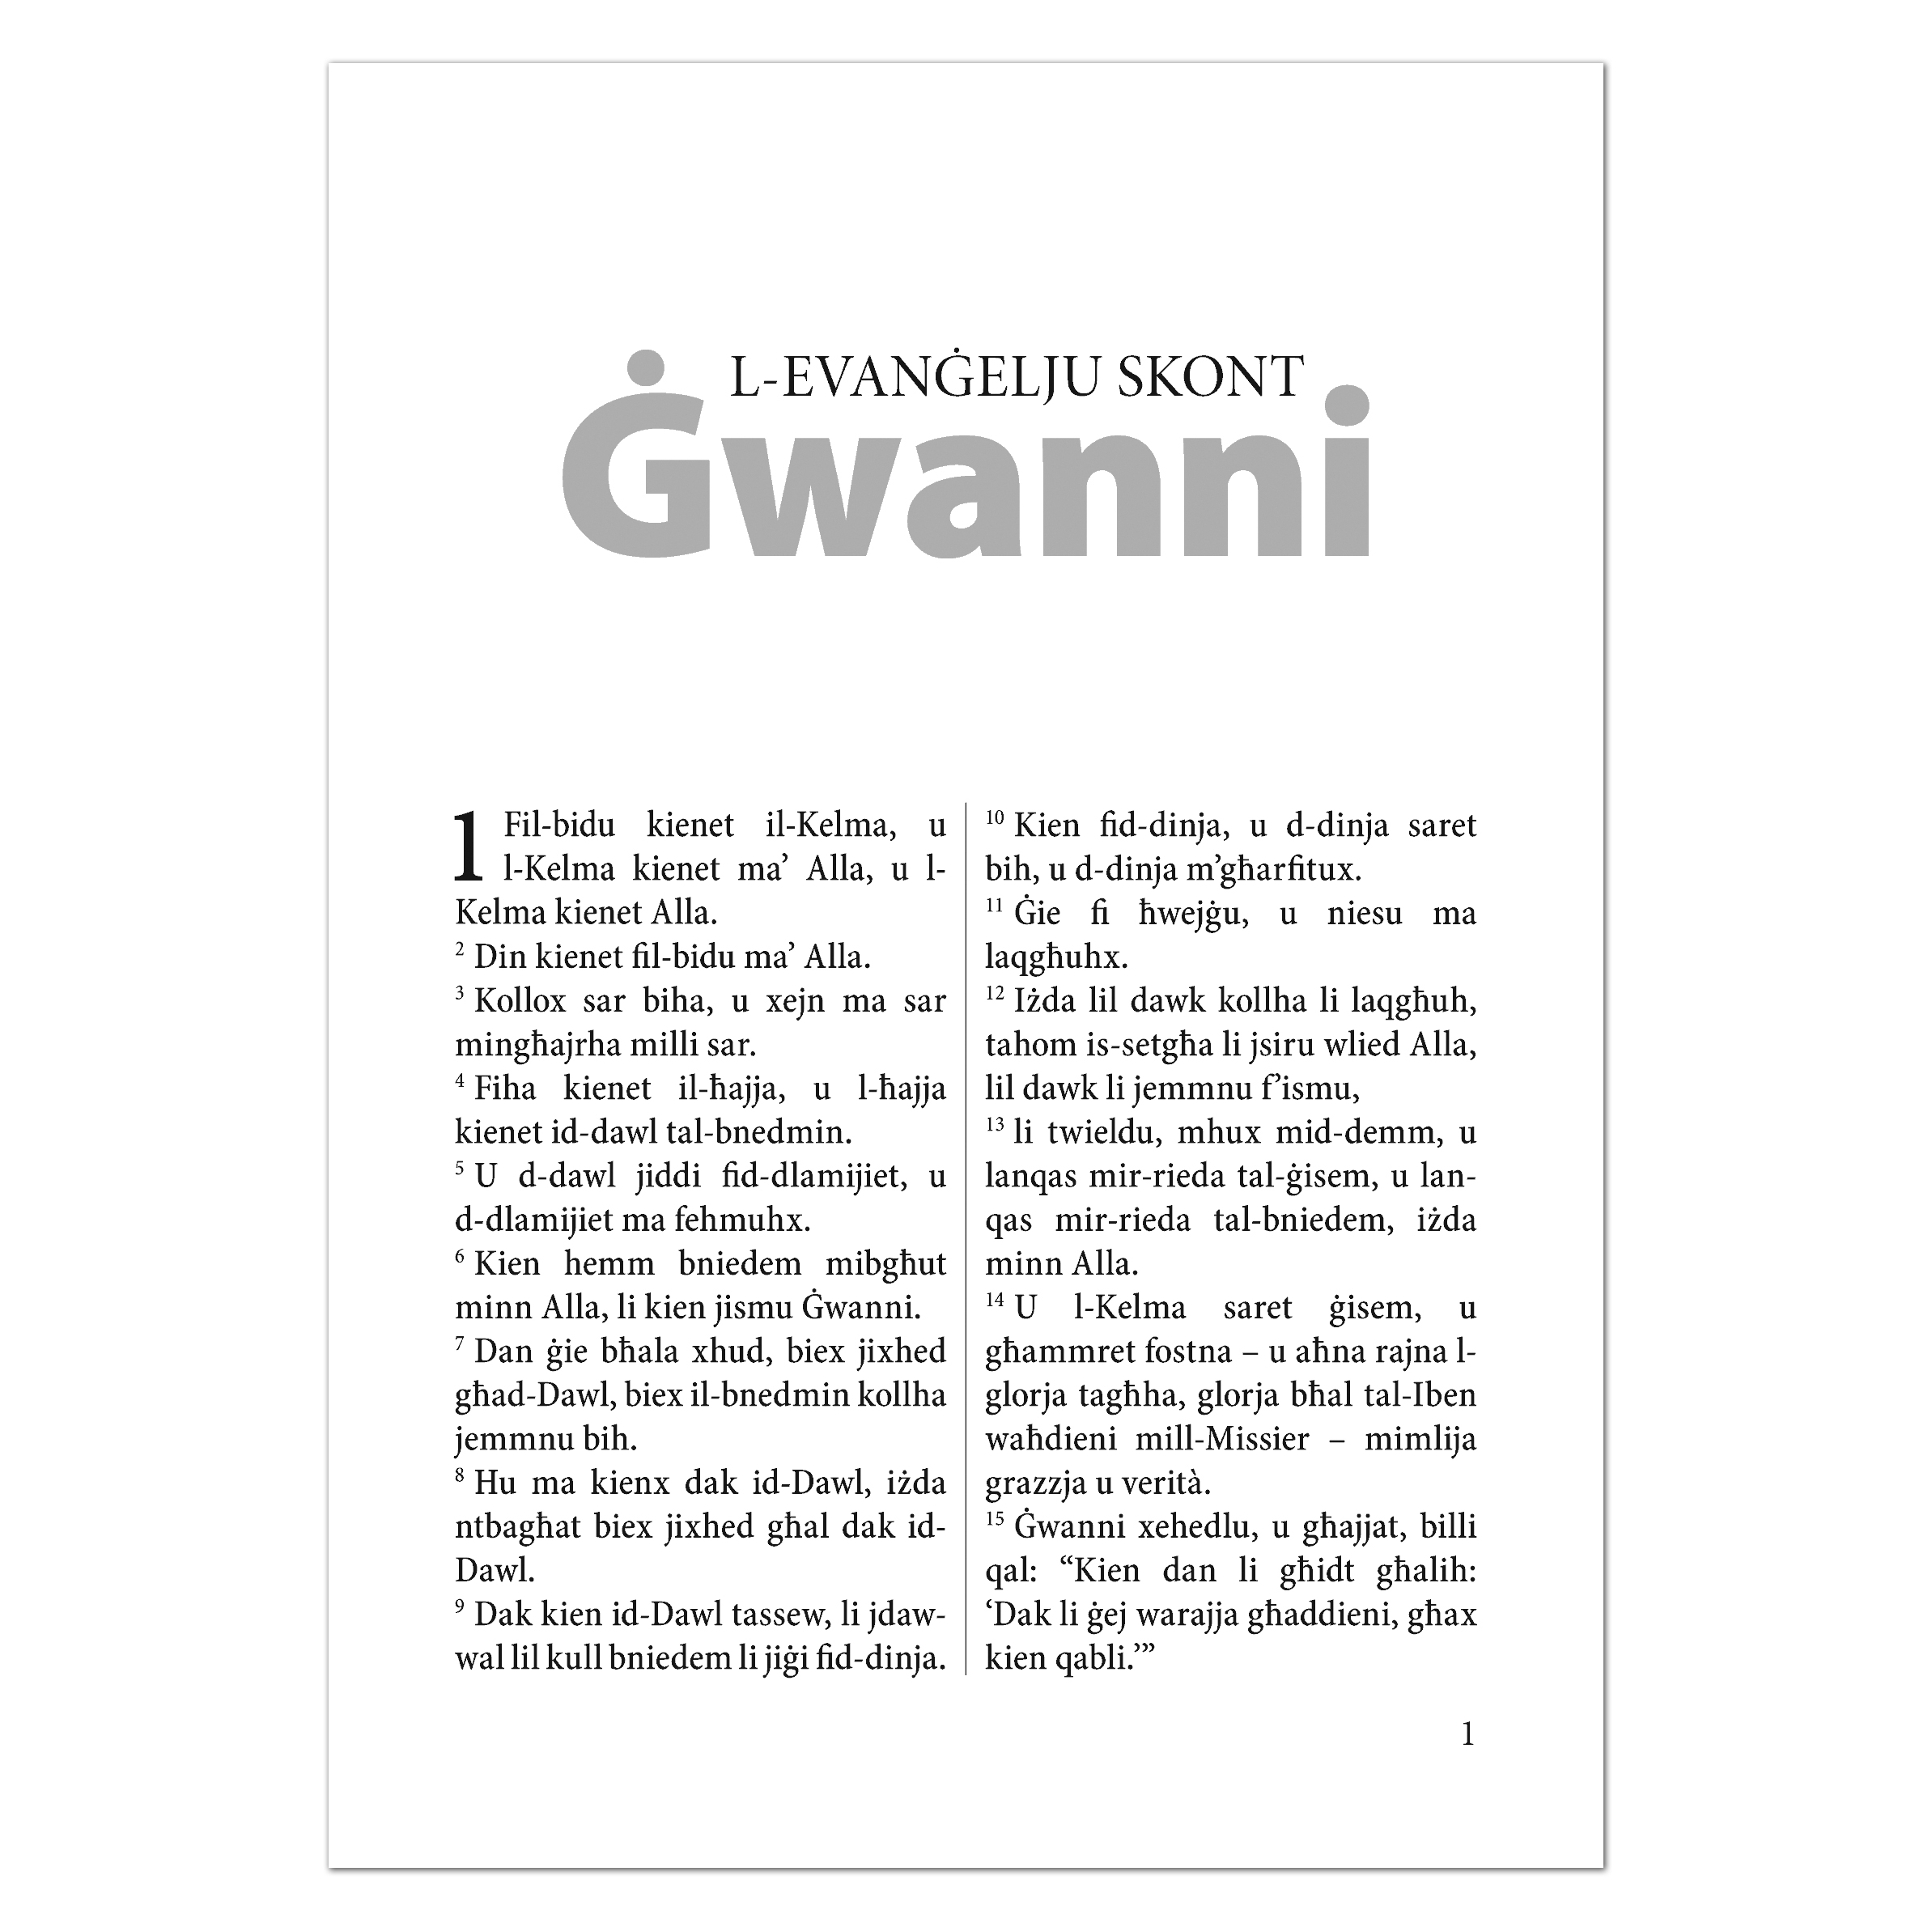 L-EVANĠELJU SKONT
Ġwanni
1 Fil-bidu kienet il-Kelma, u
l-Kelma kienet ma’ Alla, u l-
Kelma kienet Alla.
2 Din kienet fil-bidu ma’ Alla.
3 Kollox sar biha, u xejn ma sar
mingħajrha milli sar.
4 Fiha kienet il-ħajja, u l-ħajja
kienet id-dawl tal-bnedmin.
5 U d-dawl jiddi fid-dlamijiet, u
d-dlamijiet ma fehmuhx.
6 Kien hemm bniedem mibgħut
minn Alla, li kien jismu Ġwanni.
7 Dan ġie bħala xhud, biex jixhed
għad-Dawl, biex il-bnedmin kollha
jemmnu bih.
8 Hu ma kienx dak id-Dawl, iżda
ntbagħat biex jixhed għal dak id-
Dawl.
9 Dak kien id-Dawl tassew, li jdaw-
wal lil kull bniedem li jiġi fid-dinja.
10 Kien fid-dinja, u d-dinja saret
bih, u d-dinja m’għarfitux.
11 Ġie fi ħwejġu, u niesu ma
laqgħuhx.
12 Iżda lil dawk kollha li laqgħuh,
tahom is-setgħa li jsiru wlied Alla,
lil dawk li jemmnu f’ismu,
13 li twieldu, mhux mid-demm, u
lanqas mir-rieda tal-ġisem, u lan-
qas mir-rieda tal-bniedem, iżda
minn Alla.
14 U l-Kelma saret ġisem, u
għammret fostna – u aħna rajna l-
glorja tagħha, glorja bħal tal-Iben
waħdieni mill-Missier – mimlija
grazzja u verità.
15 Ġwanni xehedlu, u għajjat, billi
qal: “Kien dan li għidt għalih:
‘Dak li ġej warajja għaddieni, għax
kien qabli.’”
1